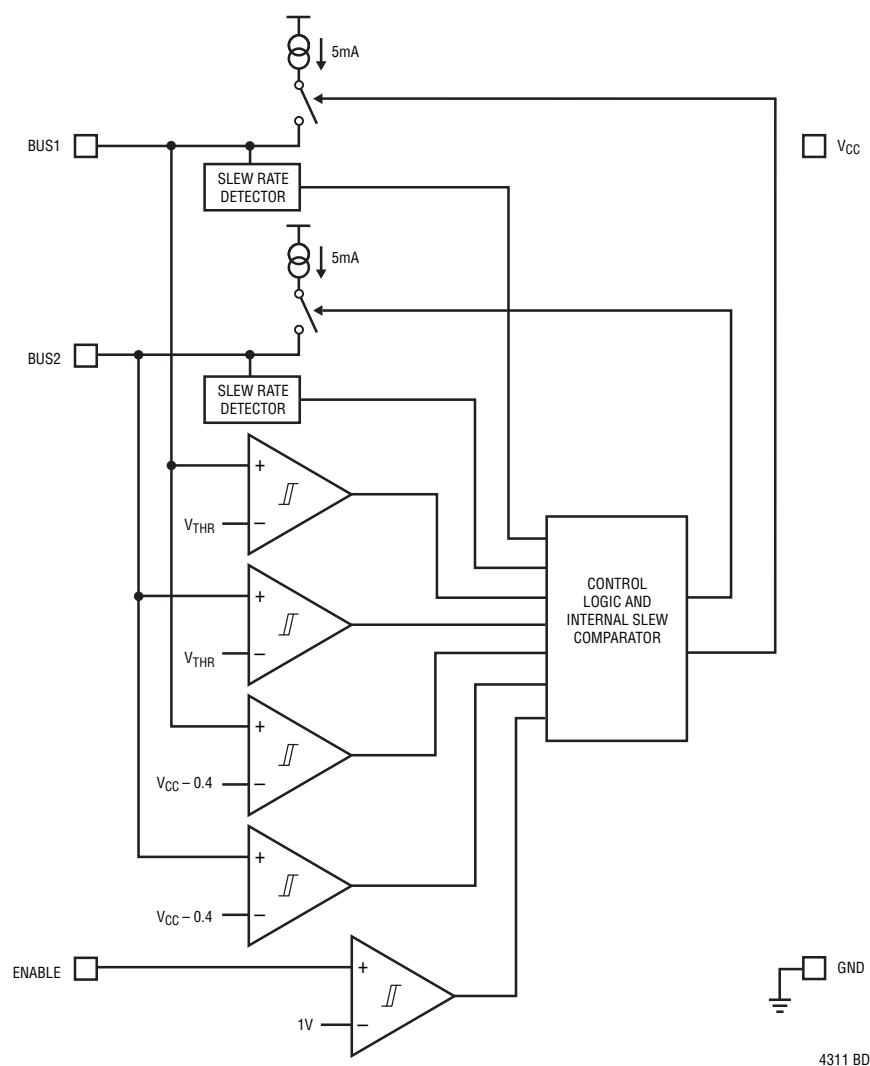 5mA
BUS1
VCC
SLEW RATE
DETECTOR
5mA
BUS2
SLEW RATE
DETECTOR
+
VTHR
–
CONTROL
LOGIC AND
INTERNAL SLEW
COMPARATOR
+
VTHR
–
+
VCC – 0.4
–
+
VCC – 0.4
–
ENABLE
+
GND
1V
–
4311 BD